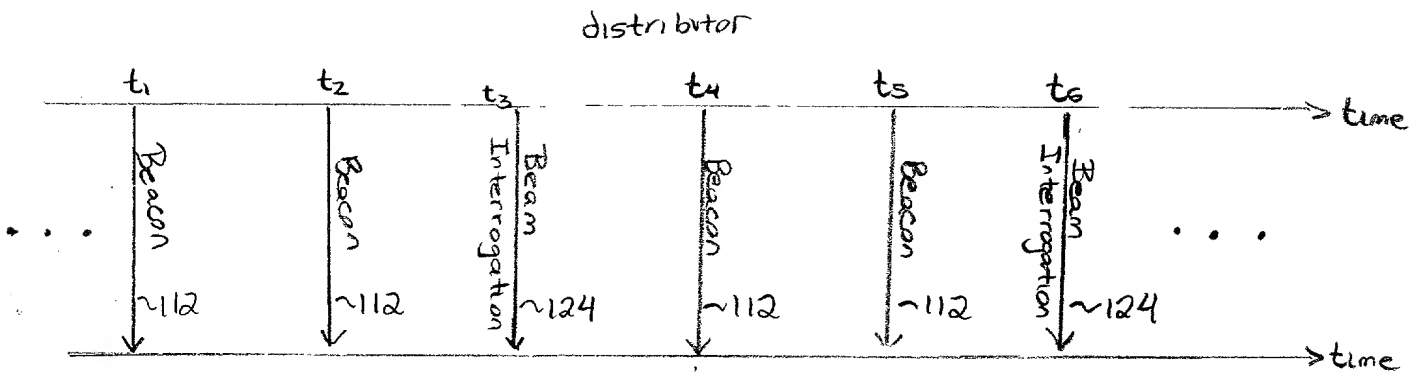 distributor
t1 t2 t3 t4 t5 t6
time
Beacon
~112
Beacon
~112
Beam
Interrogation
~124
Beacon
~112
Beacon
~112
Beam
Interrogation
~124
time